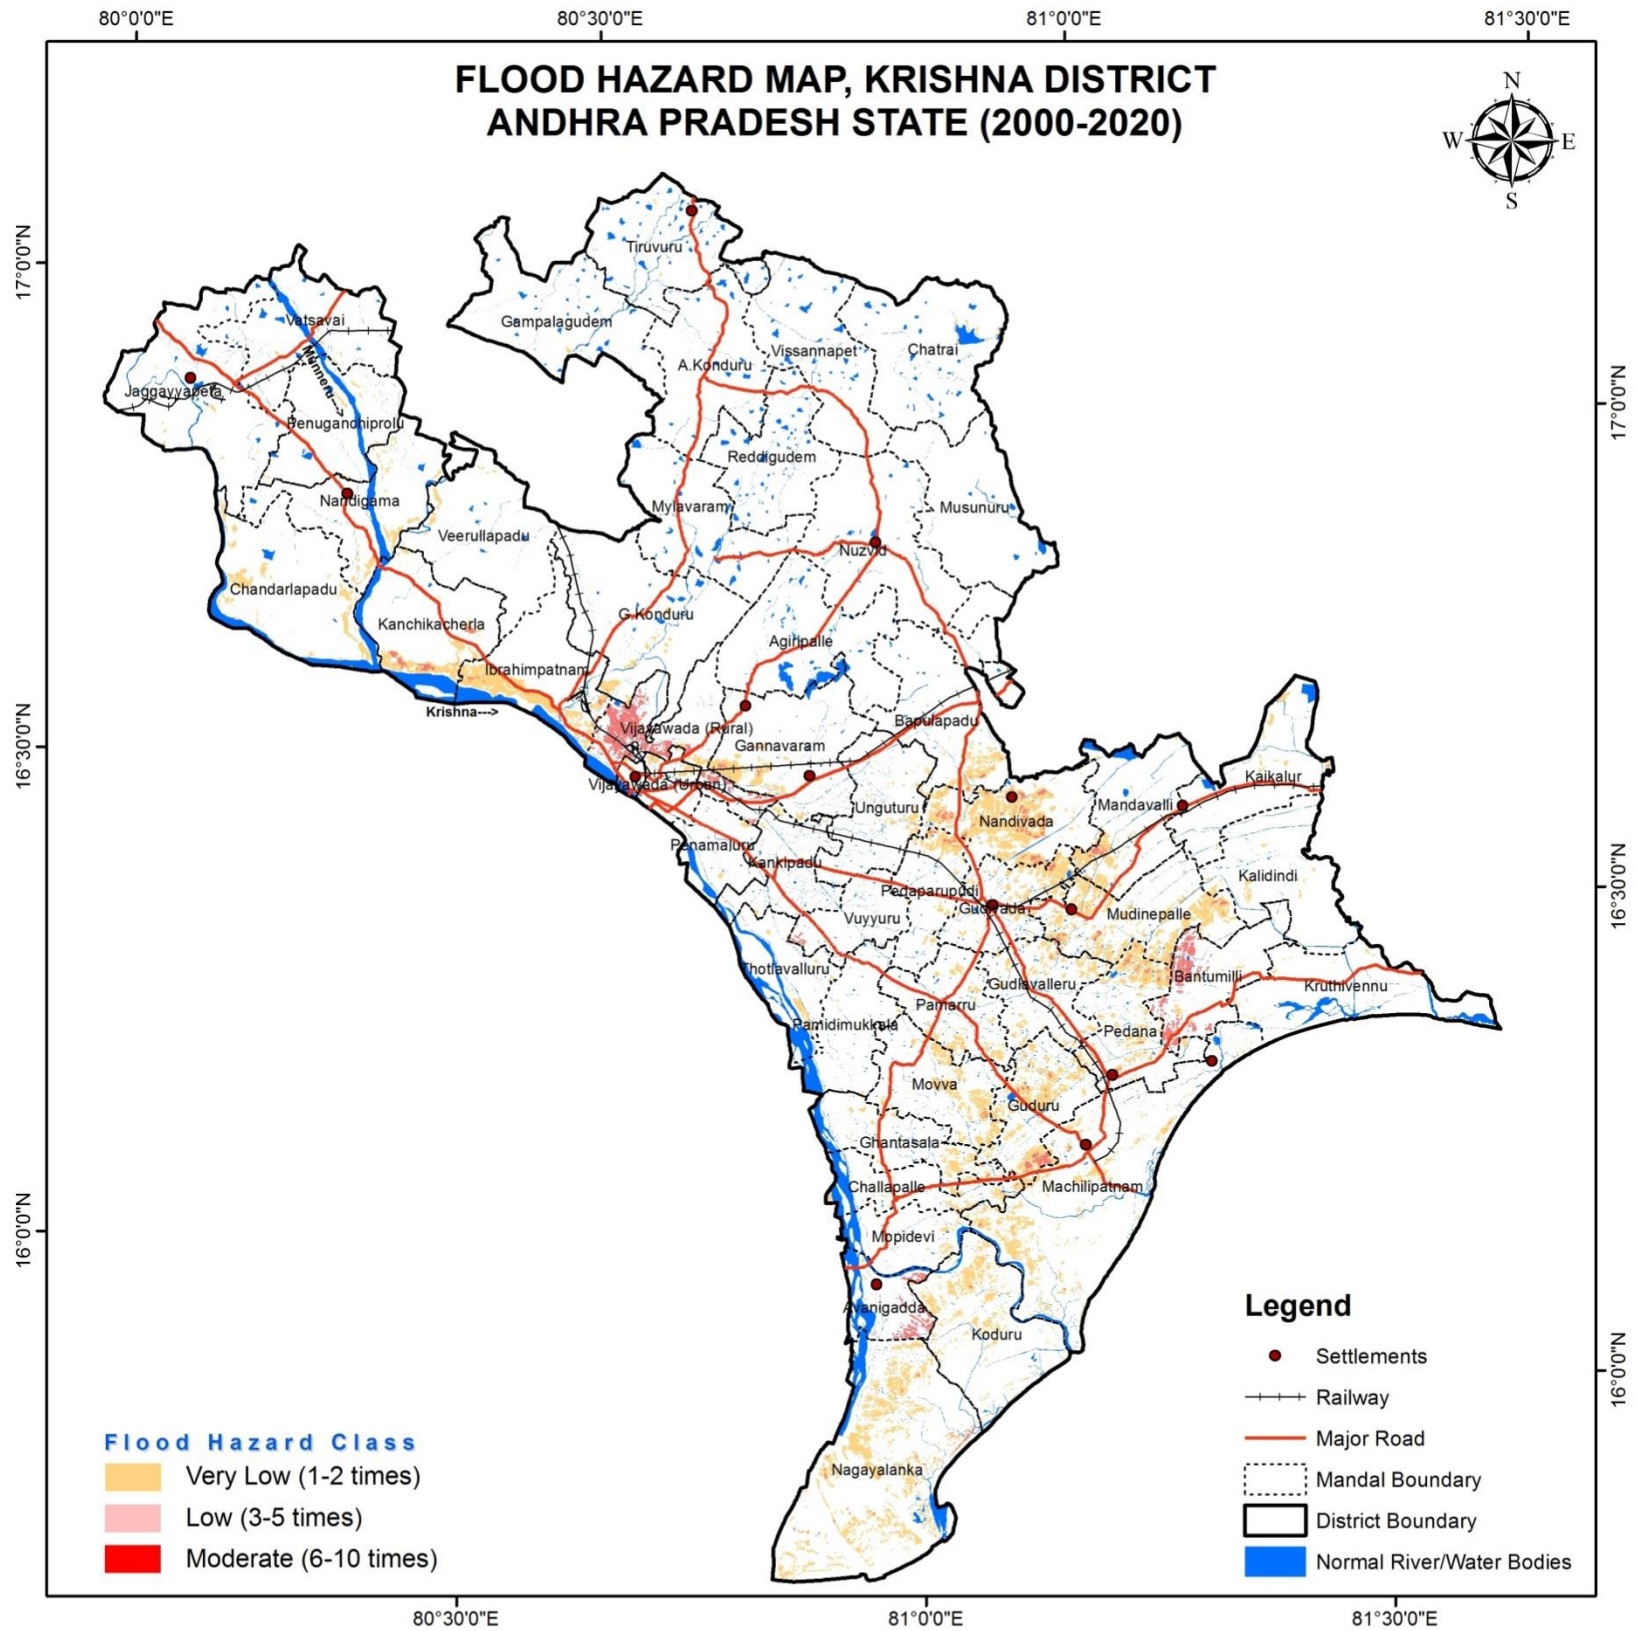 80°0'0"E
80°30'0"E
81°0'0"E
81°30'0"E
FLOOD HAZARD MAP, KRISHNA DISTRICT
ANDHRA PRADESH STATE (2000-2020)
N
W
E
S
17°0'0"N
17°0'0"N
Tiruvuru
Gampalagudem
Vatsavai
Munneru--->
Jaggayyapeta
Penuganchiprolu
A.Konduru
Vissannapet
Chatrai
Reddigudem
Nandigama
Mylavaram
Musunuru
Veerullapadu
Nuzvid
Chandarlapadu
Kanchikacherla
G.Konduru
Agiripalle
Ibrahimpatnam
Krishna--->
Vijayawada (Rural)
Gannavaram
Bapulapadu
16°30'0"N
16°30'0"N
Vijayawada (Urban)
Unguturu
Nandivada
Mandavalli
Kaikalur
Penamaluru
Kankipadu
Pedaparupudi
Gudivada
Kalidindi
Vuyyuru
Mudinepalle
Thotlavalluru
Gudlavalleru
Bantumilli
Kruthivennu
Pamarru
Pamidimukkala
Pedana
Movva
Guduru
Ghantasala
Challapalle
Machilipatnam
16°0'0"N
16°0'0"N
Mopidevi
Avanigadda
Koduru
Nagayalanka
Legend
Settlements
Railway
Major Road
Mandal Boundary
District Boundary
Normal River/Water Bodies
Flood Hazard Class
Very Low (1-2 times)
Low (3-5 times)
Moderate (6-10 times)
80°30'0"E
81°0'0"E
81°30'0"E